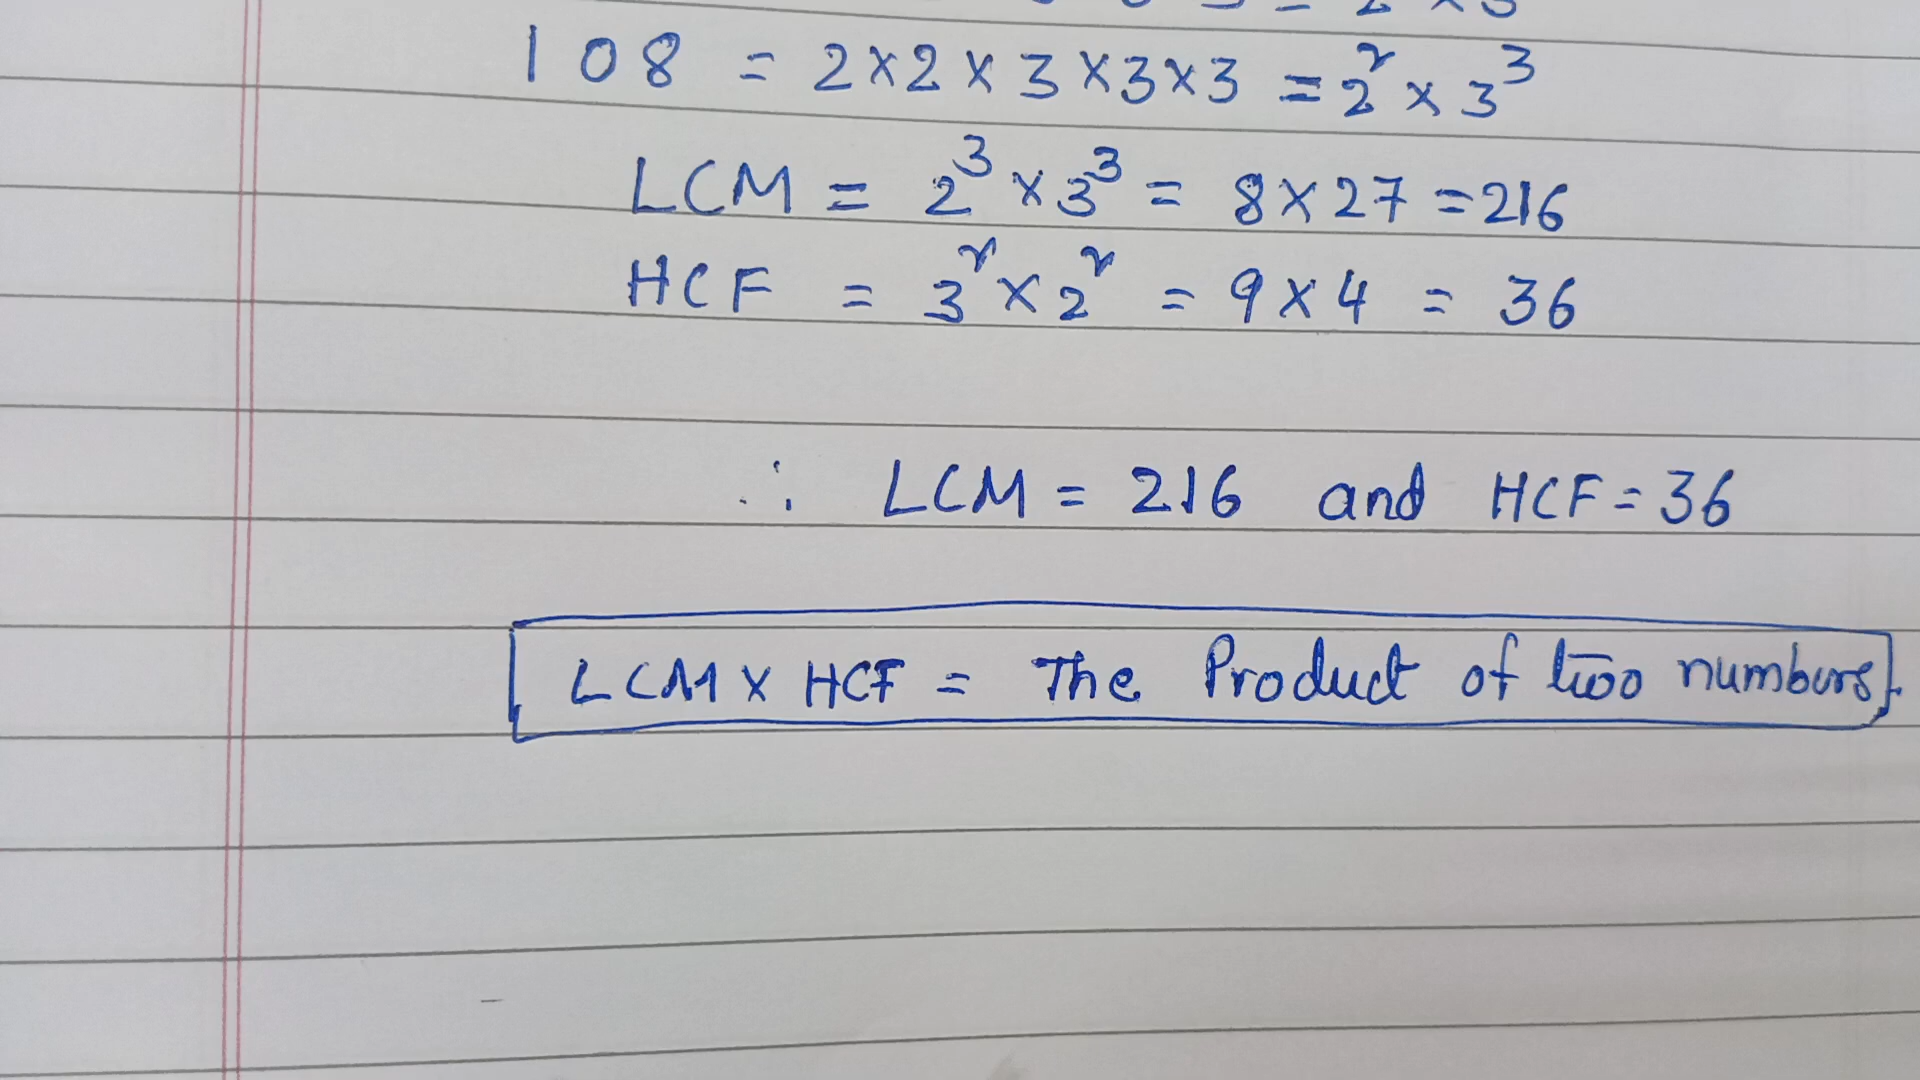 108 = 2×2×3×3×3 = 2² × 3³
LCM = 2³ × 3³ = 8×27 = 216
HCF = 3² × 2² = 9×4 = 36
∴ LCM = 216 and HCF = 36
LCM × HCF = The Product of two numbers.